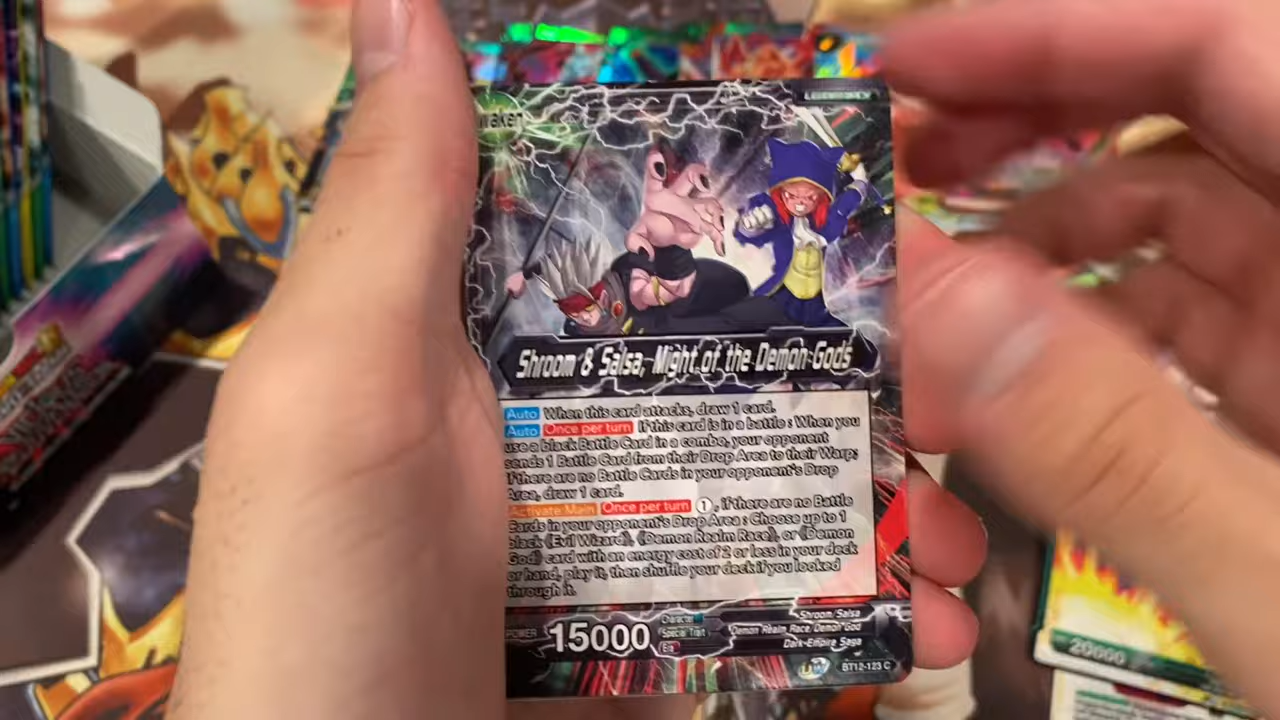 waken
Shroom & Salsa, Might of the Demon Gods
Auto When this card attacks, draw 1 card.
Auto Once per turn If this card is in a battle : When you
use a black Battle Card in a combo, your opponent
sends 1 Battle Card from their Drop Area to their Warp;
if there are no Battle Cards in your opponent's Drop
Area, draw 1 card.
Activate Main Once per turn 1, if there are no Battle
Cards in your opponent's Drop Area : Choose up to 1
black 《Evil Wizard》, 《Demon Realm Race》, or 《Demon
God》 card with an energy cost of 2 or less in your deck
or hand, play it, then shuffle your deck if you looked
through it.
POWER 15000
Character Shroom/Salsa
Special Trait Demon Realm Race/Demon God
Era Dark Empire Saga
UW BT12-123 C
20000